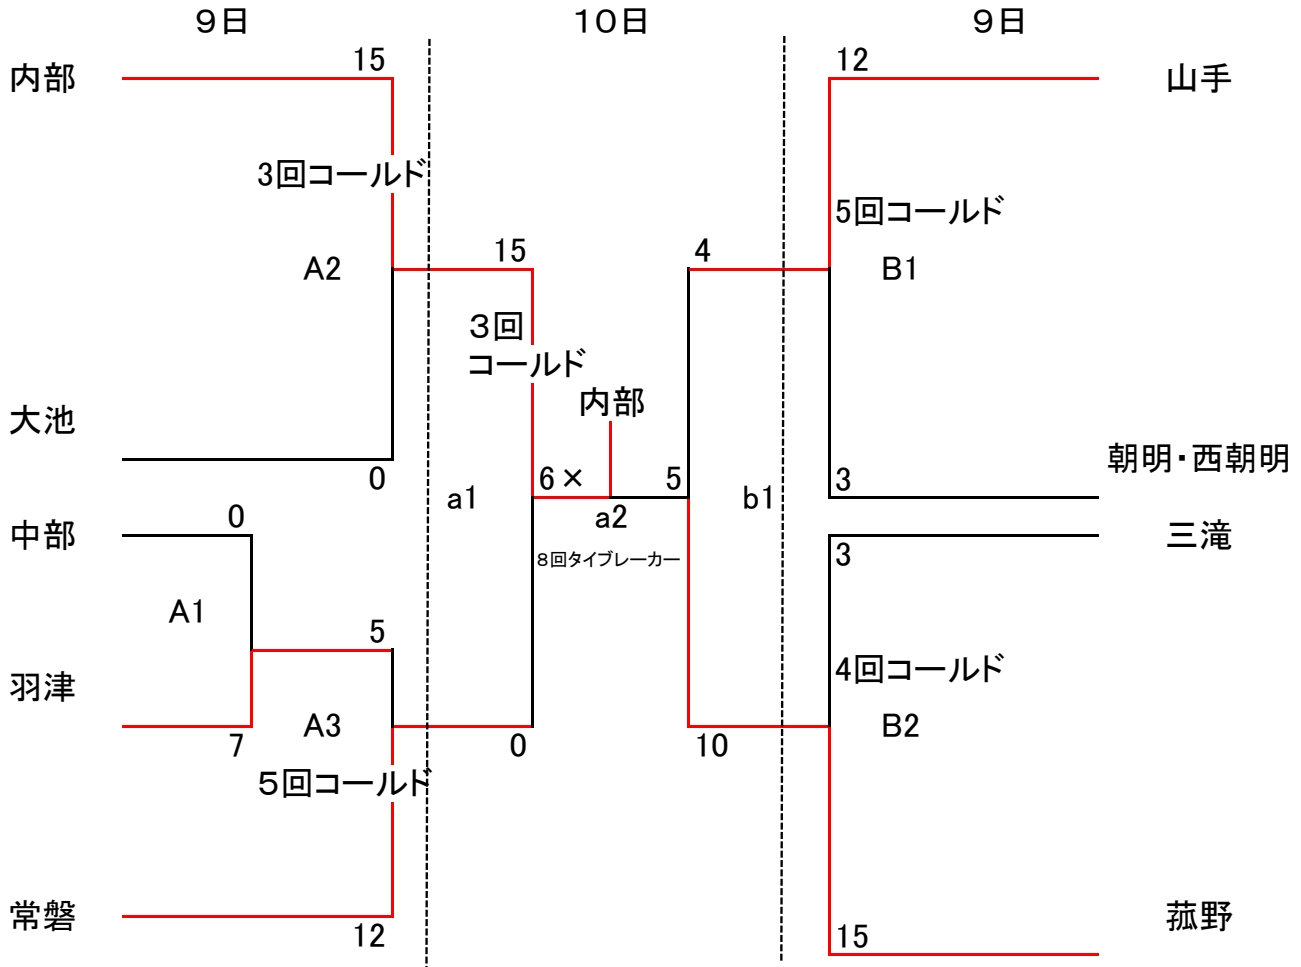 ９日
１０日
９日
内部
15
12
山手
3回コールド
5回コールド
A2
15
4
B1
３回
コールド
内部
大池
0
6 ×
5
3
朝明・西朝明
a1
a2
b1
中部
0
8回タイブレーカー
3
三滝
A1
5
4回コールド
羽津
7
A3
0
10
B2
５回コールド
常磐
12
15
菰野